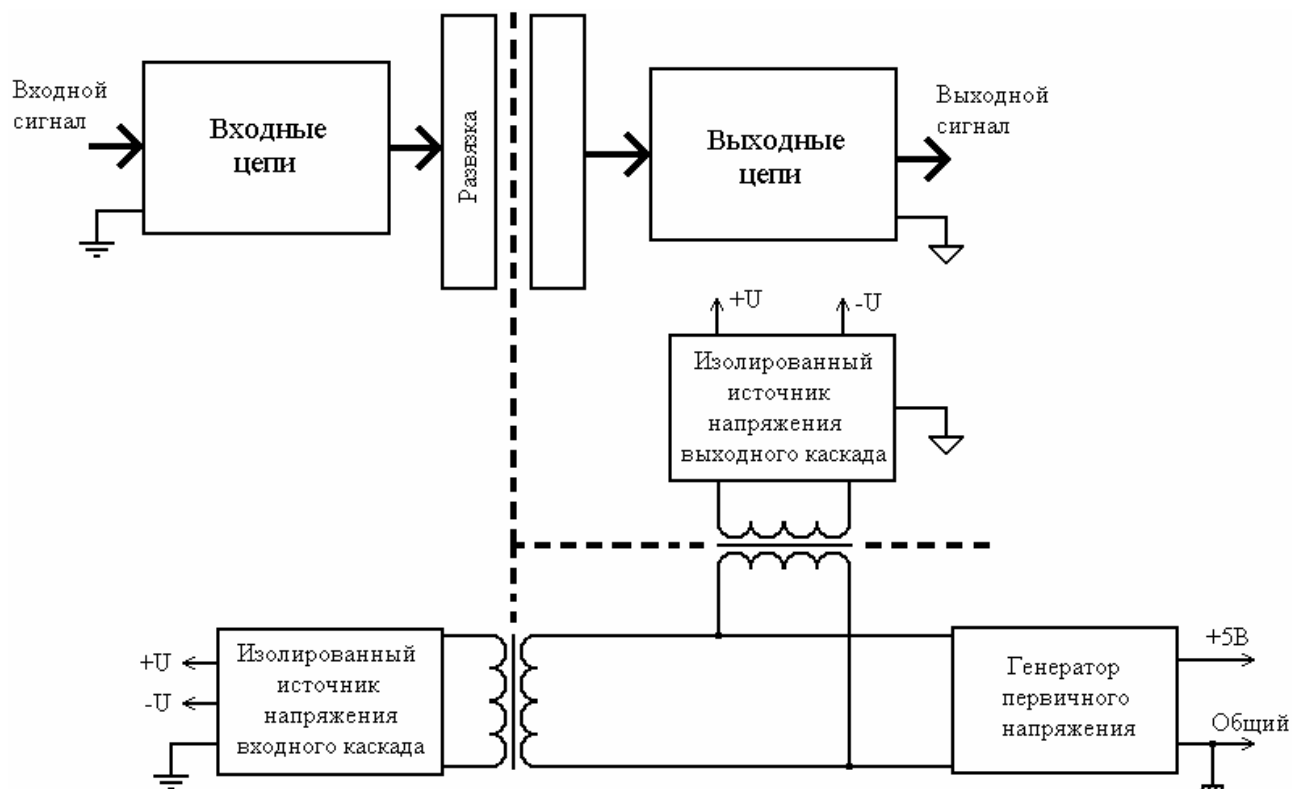 Входной
сигнал
Входные
цепи
Развязка
Выходные
цепи
Выходной
сигнал
+U
-U
Изолированный
источник
напряжения
выходного каскада
+U
-U
Изолированный
источник
напряжения
входного каскада
Генератор
первичного
напряжения
+5В
Общий